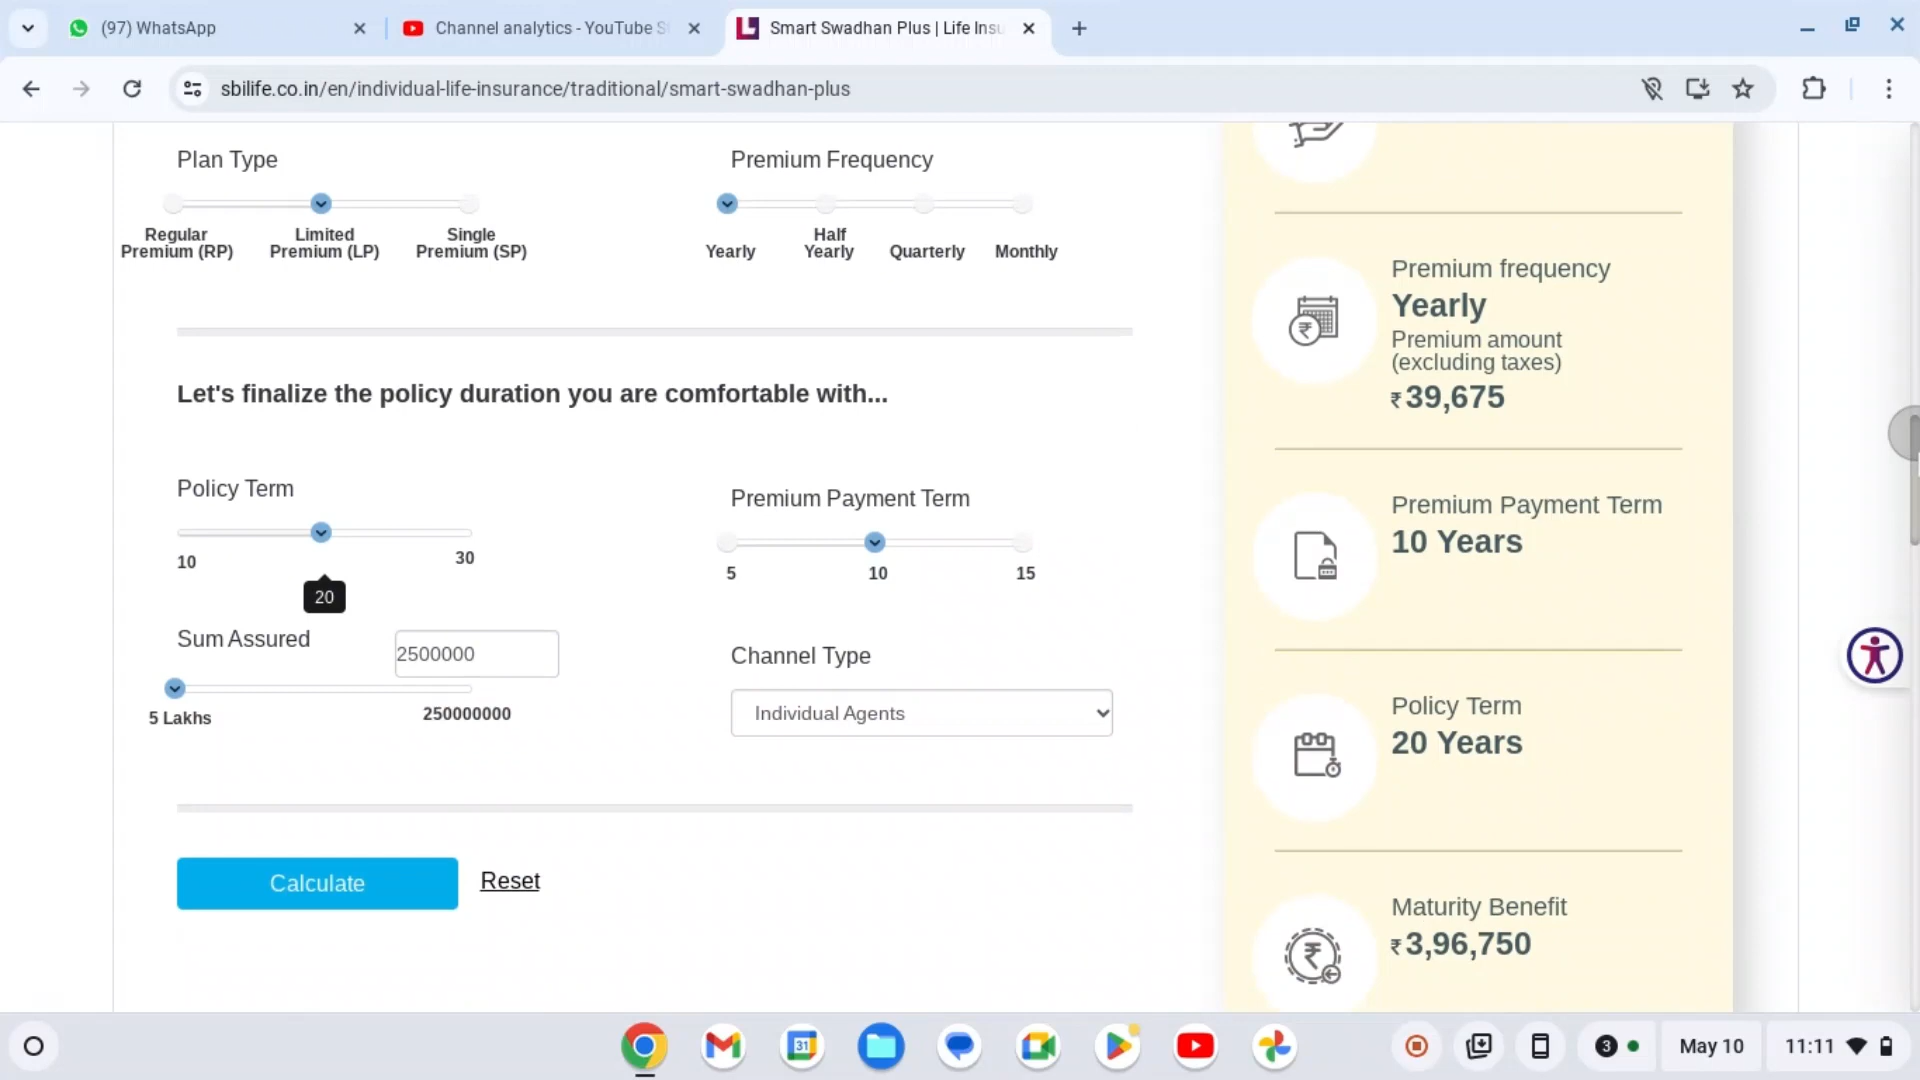 (97) WhatsApp
Channel analytics - YouTube S
Smart Swadhan Plus | Life Insu
sbilife.co.in/en/individual-life-insurance/traditional/smart-swadhan-plus
Plan Type
Regular
Premium (RP)
Limited
Premium (LP)
Single
Premium (SP)
Premium Frequency
Yearly
Half
Yearly
Quarterly
Monthly
Let's finalize the policy duration you are comfortable with...
Policy Term
10
30
20
Premium Payment Term
5
10
15
Sum Assured
2500000
5 Lakhs
250000000
Channel Type
Individual Agents
Calculate
Reset
Premium frequency
Yearly
Premium amount
(excluding taxes)
₹39,675
Premium Payment Term
10 Years
Policy Term
20 Years
Maturity Benefit
₹3,96,750
31
3
May 10
11:11